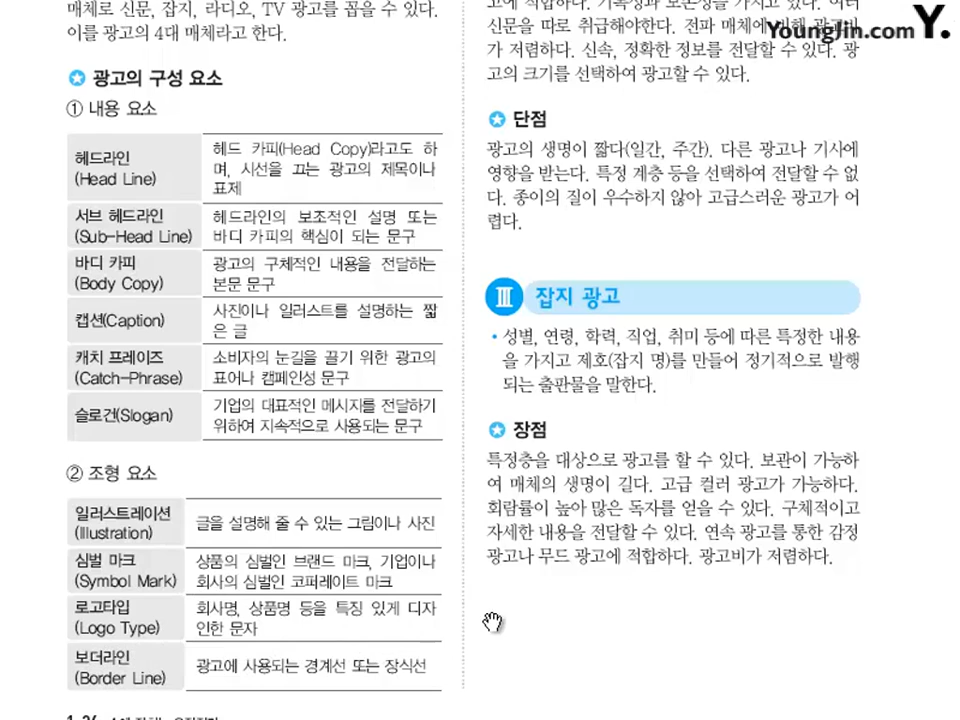 매체로 신문, 잡지, 라디오, TV 광고를 꼽을 수 있다.
이를 광고의 4대 매체라고 한다.
광고의 구성 요소
① 내용 요소
헤드라인
(Head Line)
헤드 카피(Head Copy)라고도 하
며, 시선을 끄는 광고의 제목이나
표제
서브 헤드라인
(Sub-Head Line)
헤드라인의 보조적인 설명 또는
바디 카피의 핵심이 되는 문구
바디 카피
(Body Copy)
광고의 구체적인 내용을 전달하는
본문 문구
캡션(Caption)
사진이나 일러스트를 설명하는 짧
은 글
캐치 프레이즈
(Catch-Phrase)
소비자의 눈길을 끌기 위한 광고의
표어나 캠페인성 문구
슬로건(Slogan)
기업의 대표적인 메시지를 전달하기
위하여 지속적으로 사용되는 문구
② 조형 요소
일러스트레이션
(Illustration)
글을 설명해 줄 수 있는 그림이나 사진
심벌 마크
(Symbol Mark)
상품의 심벌인 브랜드 마크, 기업이나
회사의 심벌인 코퍼레이트 마크
로고타입
(Logo Type)
회사명, 상품명 등을 특징 있게 디자
인한 문자
보더라인
(Border Line)
광고에 사용되는 경계선 또는 장식선
고에 적합하다. 기록성과 보존성을 가지고 있다. 여러
신문을 따로 취급해야한다. 전파 매체에 비해 광고비
YoungJin.com Y.
가 저렴하다. 신속, 정확한 정보를 전달할 수 있다. 광
고의 크기를 선택하여 광고할 수 있다.
단점
광고의 생명이 짧다(일간, 주간). 다른 광고나 기사에
영향을 받는다. 특정 계층 등을 선택하여 전달할 수 없
다. 종이의 질이 우수하지 않아 고급스러운 광고가 어
렵다.
Ⅲ 잡지 광고
• 성별, 연령, 학력, 직업, 취미 등에 따른 특정한 내용
을 가지고 제호(잡지 명)를 만들어 정기적으로 발행
되는 출판물을 말한다.
장점
특정층을 대상으로 광고를 할 수 있다. 보관이 가능하
여 매체의 생명이 길다. 고급 컬러 광고가 가능하다.
회람률이 높아 많은 독자를 얻을 수 있다. 구체적이고
자세한 내용을 전달할 수 있다. 연속 광고를 통한 감정
광고나 무드 광고에 적합하다. 광고비가 저렴하다.